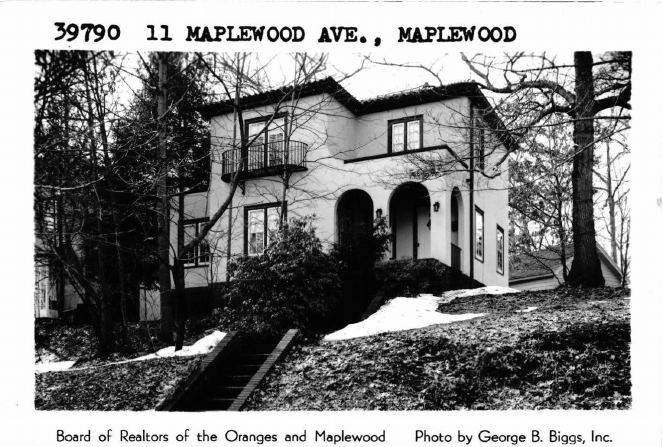 39790 11 MAPLEWOOD AVE., MAPLEWOOD
Board of Realtors of the Oranges and Maplewood Photo by George B. Biggs, Inc.